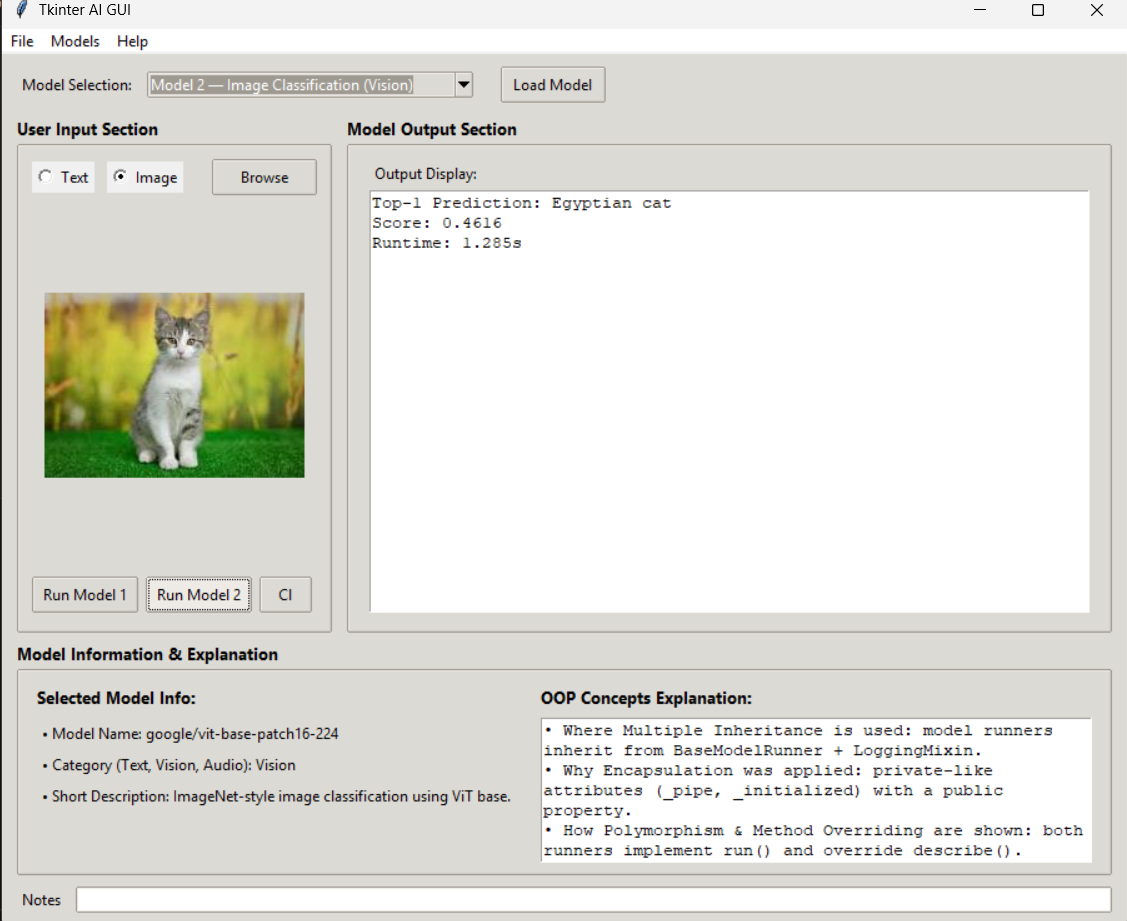 Tkinter AI GUI
File Models Help
Model Selection: Model 2 — Image Classification (Vision) Load Model
User Input Section
Text Image Browse
Run Model 1 Run Model 2 Cl
Model Output Section
Output Display:
Top-1 Prediction: Egyptian cat
Score: 0.4616
Runtime: 1.285s
Model Information & Explanation
Selected Model Info:
• Model Name: google/vit-base-patch16-224
• Category (Text, Vision, Audio): Vision
• Short Description: ImageNet-style image classification using ViT base.
OOP Concepts Explanation:
• Where Multiple Inheritance is used: model runners
inherit from BaseModelRunner + LoggingMixin.
• Why Encapsulation was applied: private-like
attributes (_pipe, _initialized) with a public
property.
• How Polymorphism & Method Overriding are shown: both
runners implement run() and override describe().
Notes